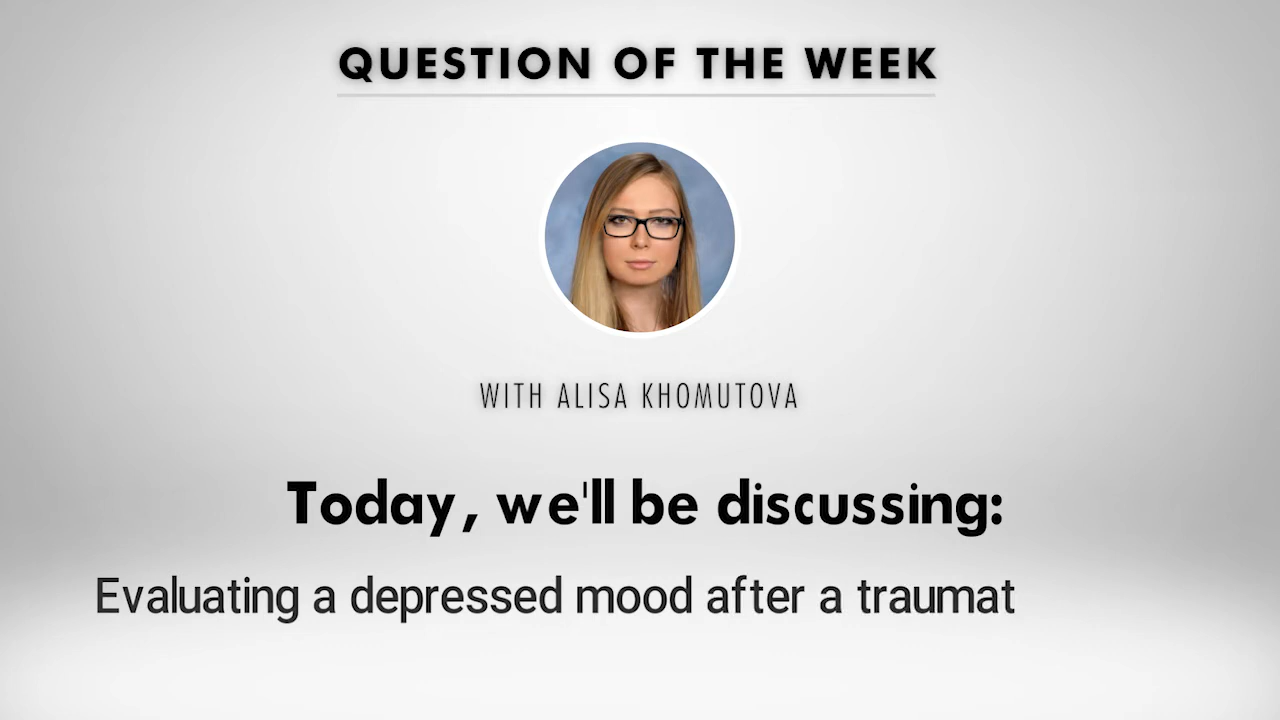 QUESTION OF THE WEEK
WITH ALISA KHOMUTOVA
Today, we'll be discussing:
Evaluating a depressed mood after a traumat